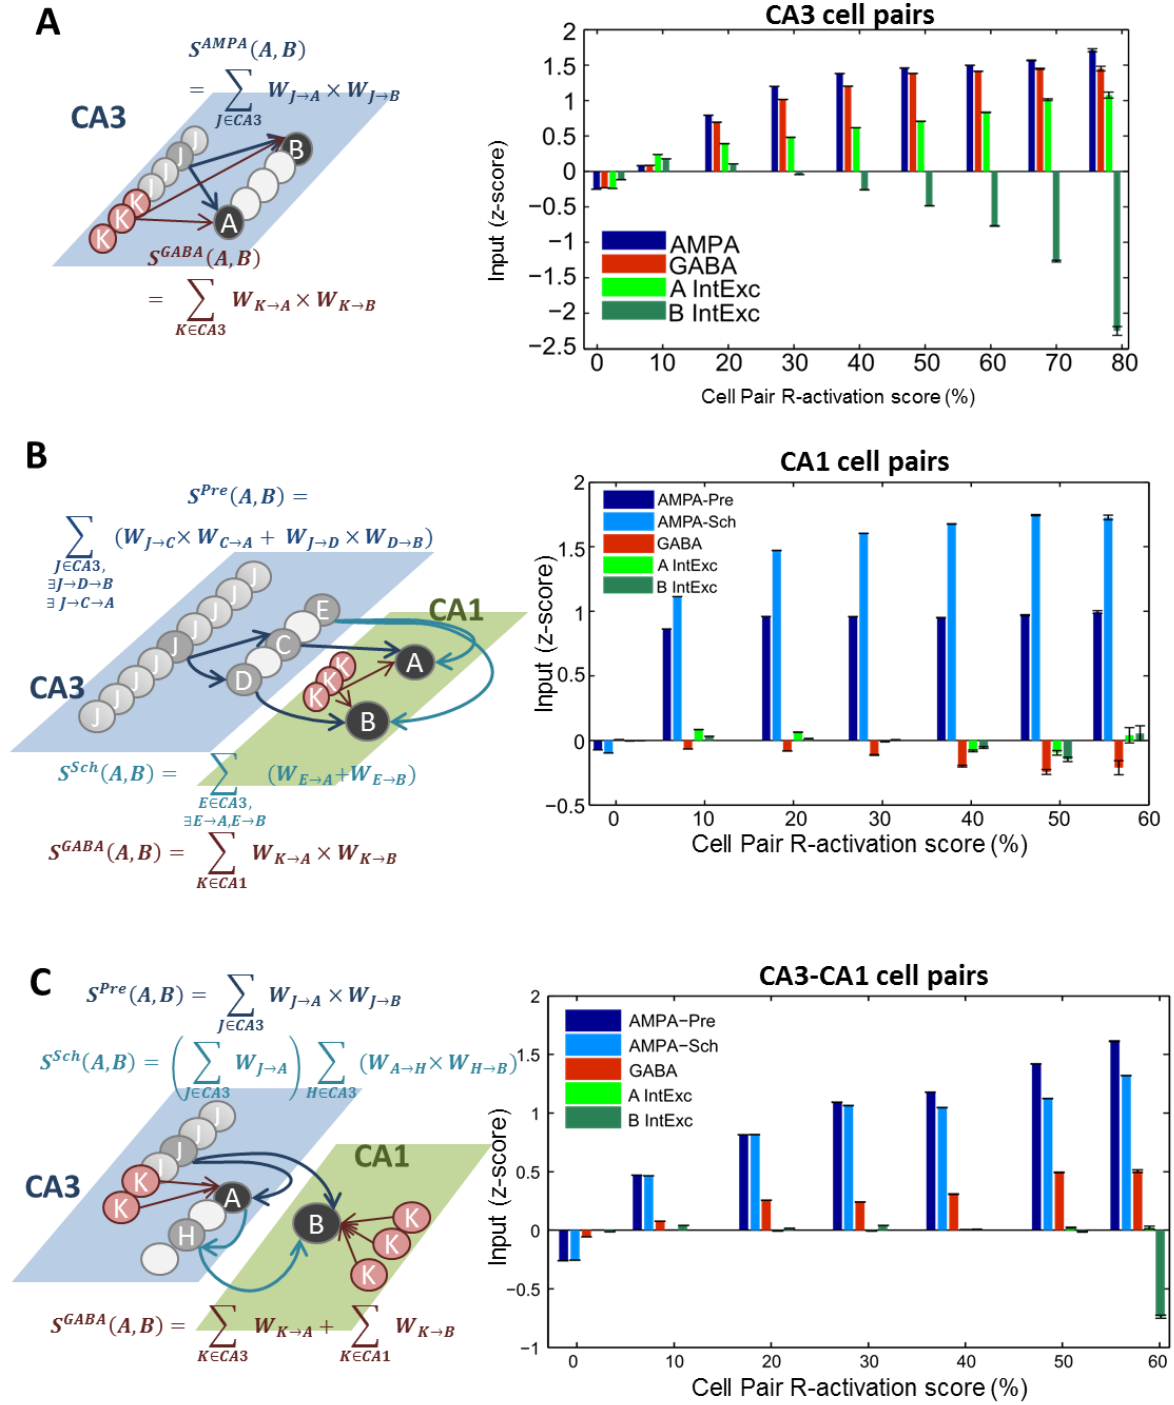 A
CA3 cell pairs
S^AMPA(A, B)
= ∑ W_J→A × W_J→B
J∈CA3
CA3
J
J
J
J
K
K
K
B
A
S^GABA(A, B)
= ∑ W_K→A × W_K→B
K∈CA3
Input (z-score)
2
1.5
1
0.5
0
−0.5
−1
−1.5
−2
−2.5
AMPA
GABA
A IntExc
B IntExc
0 10 20 30 40 50 60 70 80
Cell Pair R-activation score (%)
B
CA1 cell pairs
S^Pre(A, B) =
∑ (W_J→C× W_C→A + W_J→D × W_D→B)
J∈CA3,
∃J→D→B
∃ J→C→A
CA3
CA1
J
J
J
J
J
J
J
J
E
C
D
K
K
K
A
B
S^Sch(A, B) = ∑ (W_E→A+W_E→B)
E∈CA3,
∃E→A,E→B
S^GABA(A, B) = ∑ W_K→A × W_K→B
K∈CA1
Input (z-score)
2
1.5
1
0.5
0
−0.5
AMPA-Pre
AMPA-Sch
GABA
A IntExc
B IntExc
0 10 20 30 40 50 60
Cell Pair R-activation score (%)
C
CA3-CA1 cell pairs
S^Pre(A, B) = ∑ W_J→A × W_J→B
J∈CA3
S^Sch(A, B) = (∑ W_J→A) ∑ (W_A→H× W_H→B)
J∈CA3 H∈CA3
CA3
CA1
J
J
J
J
K
K
A
H
B
K
K
K
S^GABA(A, B) = ∑ W_K→A + ∑ W_K→B
K∈CA3 K∈CA1
Input (z-score)
2
1.5
1
0.5
0
−0.5
−1
AMPA−Pre
AMPA−Sch
GABA
A IntExc
B IntExc
0 10 20 30 40 50 60
Cell Pair R-activation score (%)